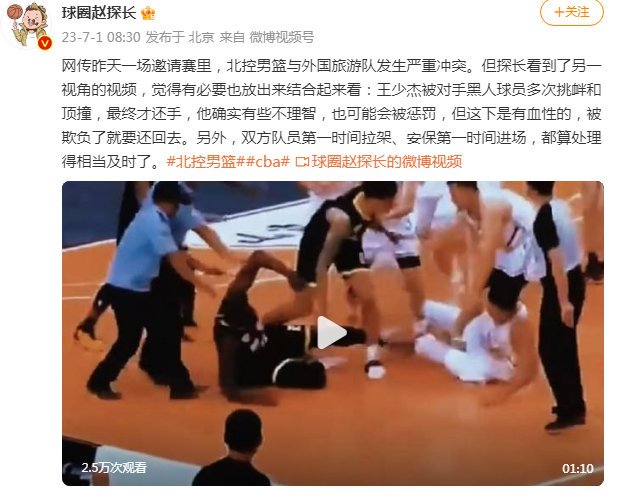 球圈赵探长
+关注
23-7-1 08:30 发布于 北京 来自 微博视频号
网传昨天一场邀请赛里，北控男篮与外国旅游队发生严重冲突。但探长看到了另一
视角的视频，觉得有必要也放出来结合起来看：王少杰被对手黑人球员多次挑衅和
顶撞，最终才还手，他确实有些不理智，也可能会被惩罚，但这下是有血性的，被
欺负了就要还回去。另外，双方队员第一时间拉架、安保第一时间进场，都算处理
得相当及时了。#北控男篮##cba# 球圈赵探长的微博视频
2.5万次观看
01:10